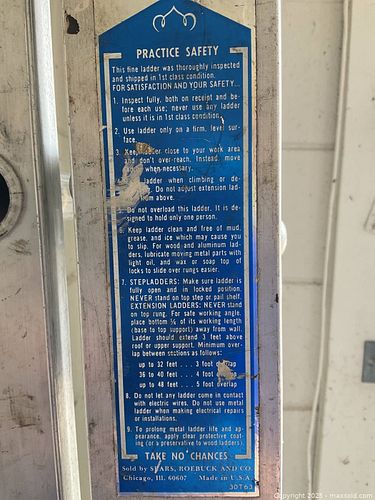 PRACTICE SAFETY
This fine ladder was thoroughly inspected
and shipped in 1st class condition.
FOR SATISFACTION AND YOUR SAFETY...
1. Inspect fully, both on receipt and be-
fore each use; never use any ladder
unless it is in 1st class condition.
2. Use ladder only on a firm, level sur-
face.
3. Keep ladder close to your work area
and don't over-reach. Instead, move
when necessary.
ladder when climbing or de-
Do not adjust extension lad-
from above.
Do not overload this ladder. It is de-
signed to hold only one person.
Keep ladder clean and free of mud,
grease, and ice which may cause you
to slip. For wood and aluminum lad-
ders, lubricate moving metal parts with
light oil, and wax or soap top of
locks to slide over rungs easier.
7. STEPLADDERS: Make sure ladder is
fully open and in locked position.
NEVER stand on top step or pail shelf.
EXTENSION LADDERS: NEVER stand
on top rung. For safe working angle,
place bottom ¼ of its working length
(base to top support) away from wall.
Ladder should extend 3 feet above
roof or upper support. Minimum over-
lap between sections as follows:
up to 32 feet . . . 3 foot overlap
up to 40 feet . . . 4 foot overlap
up to 48 feet . . . 5 foot overlap
8. Do not let any ladder come in contact
with electric wires. Do not use metal
ladder when making electrical repairs
or installations.
9. To prolong metal ladder life and ap-
pearance, apply clear protective coat-
ing (or a preservative to wood ladders).
TAKE NO CHANCES
Sold by SEARS, ROEBUCK AND CO.
Chicago, Ill. 60607 Made in U.S.A.
30763
Copyright 2025 - maxsold.com